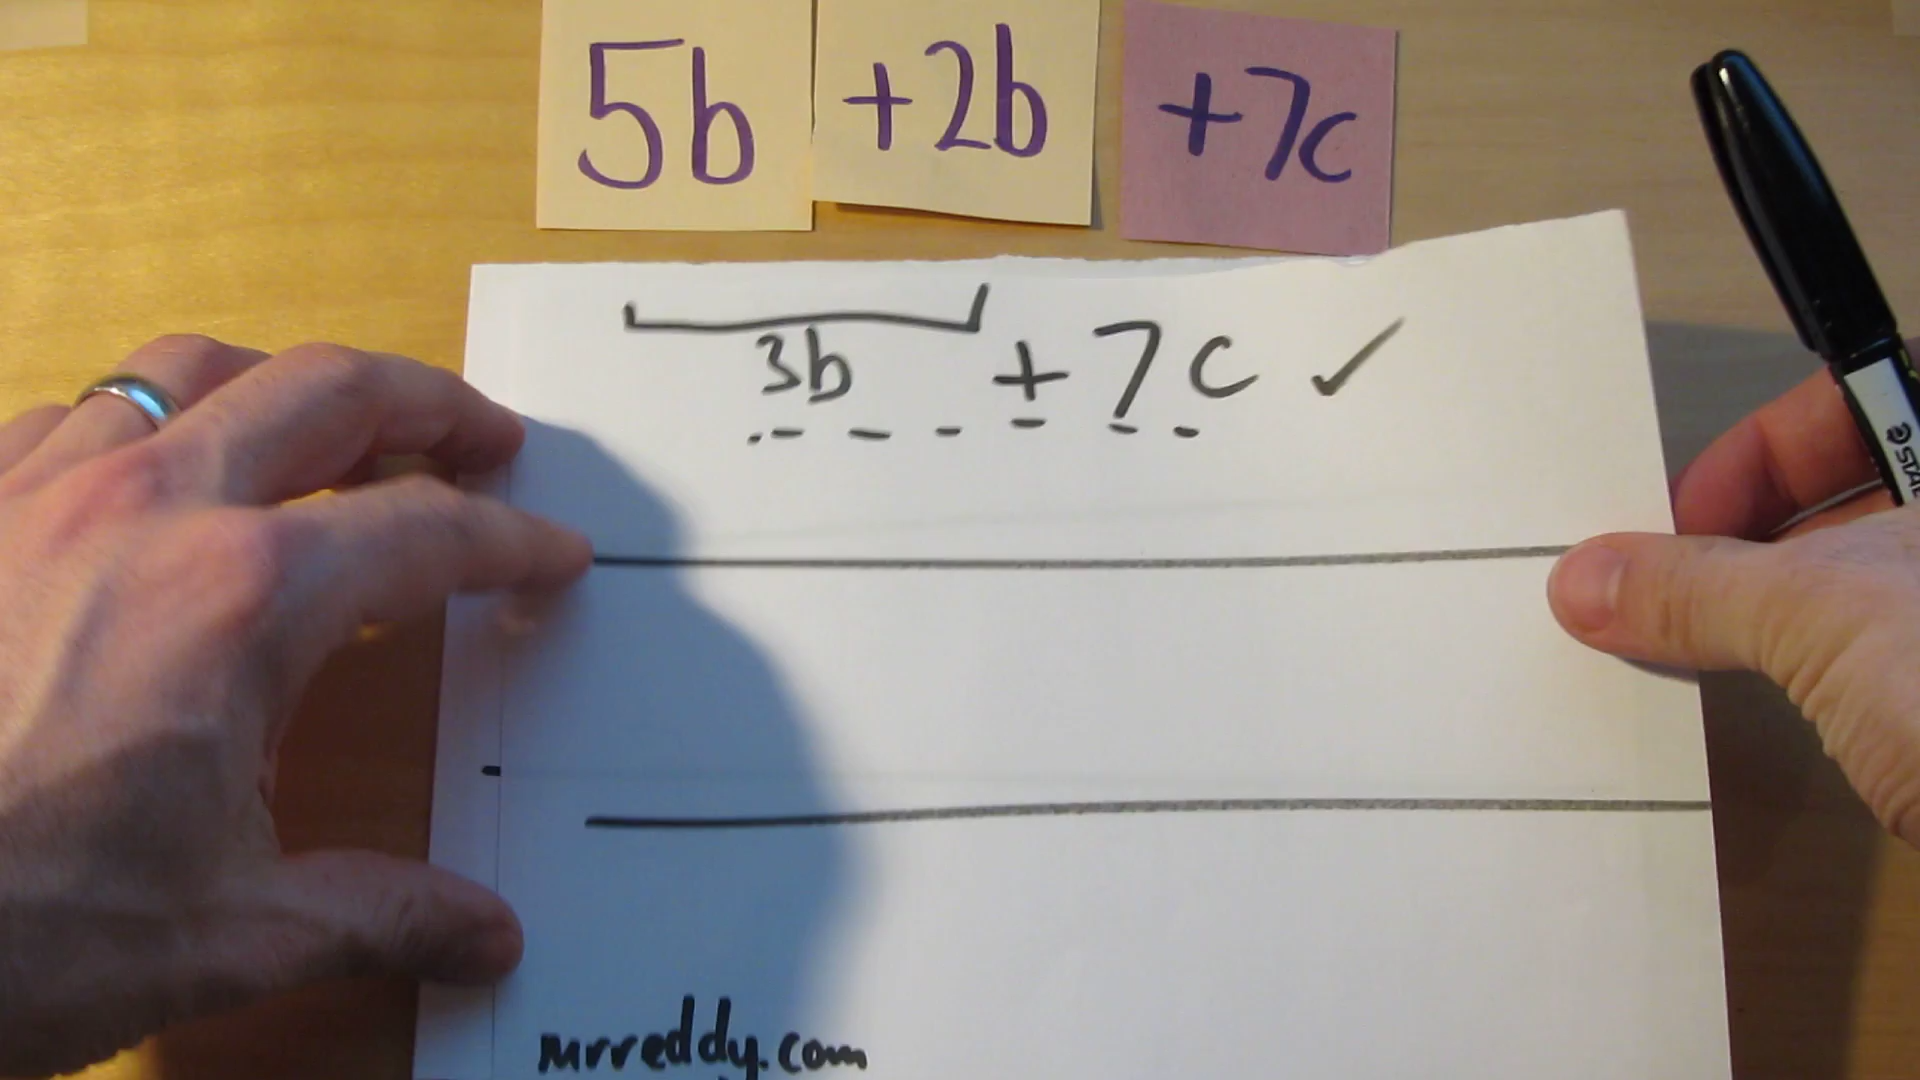 5b +2b +7c
3b + 7c ✓
mrreddy.com